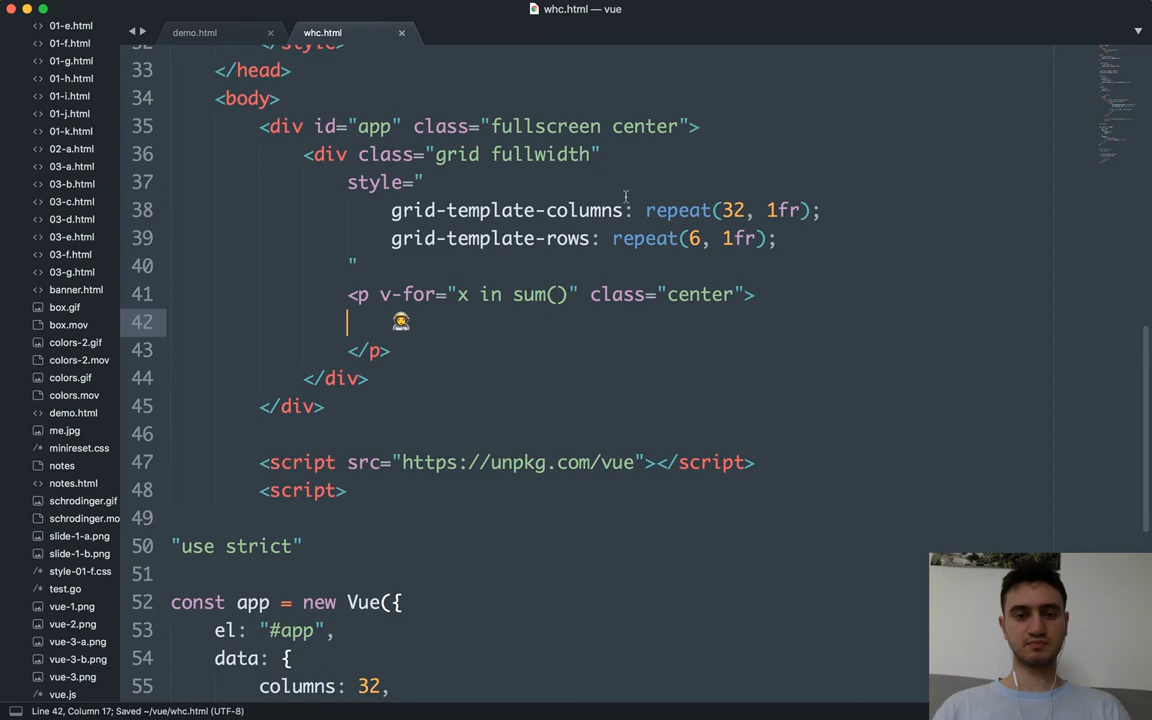 whc.html — vue
demo.html
whc.html
01-e.html
01-f.html
01-g.html
01-h.html
01-i.html
01-j.html
01-k.html
02-a.html
03-a.html
03-b.html
03-c.html
03-d.html
03-e.html
03-f.html
03-g.html
banner.html
box.gif
box.mov
colors-2.gif
colors-2.mov
colors.gif
colors.mov
demo.html
me.jpg
minireset.css
notes
notes.html
schrodinger.gif
schrodinger.mo
slide-1-a.png
slide-1-b.png
style-01-f.css
test.go
vue-1.png
vue-2.png
vue-3-a.png
vue-3-b.png
vue-3.png
vue.js
32 </style>
33 </head>
34 <body>
35 <div id="app" class="fullscreen center">
36 <div class="grid fullwidth"
37 style="
38 grid-template-columns: repeat(32, 1fr);
39 grid-template-rows: repeat(6, 1fr);
40 "
41 <p v-for="x in sum()" class="center">
42 👩‍🚀
43 </p>
44 </div>
45 </div>
46
47 <script src="https://unpkg.com/vue"></script>
48 <script>
49
50 "use strict"
51
52 const app = new Vue({
53 el: "#app",
54 data: {
55 columns: 32,
Line 42, Column 17; Saved ~/vue/whc.html (UTF-8)